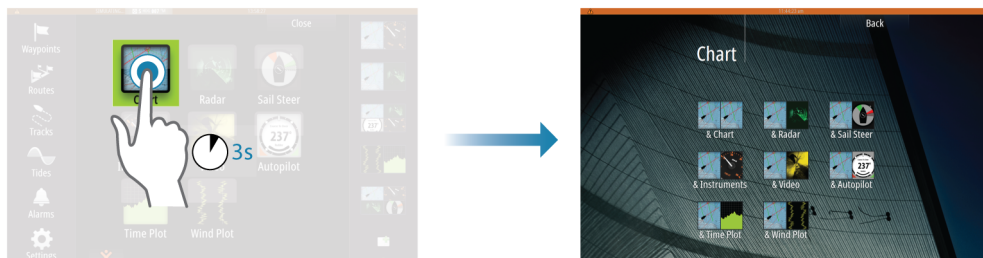 Close
Waypoints
Routes
Tracks
Tides
Alarms
Settings
Chart
Radar
Sail Steer
237°
Autopilot
3s
Time Plot
Wind Plot
237°
Back
Chart
& Chart
& Radar
& Sail Steer
& Instruments
& Video
& Autopilot
237°
& Time Plot
& Wind Plot